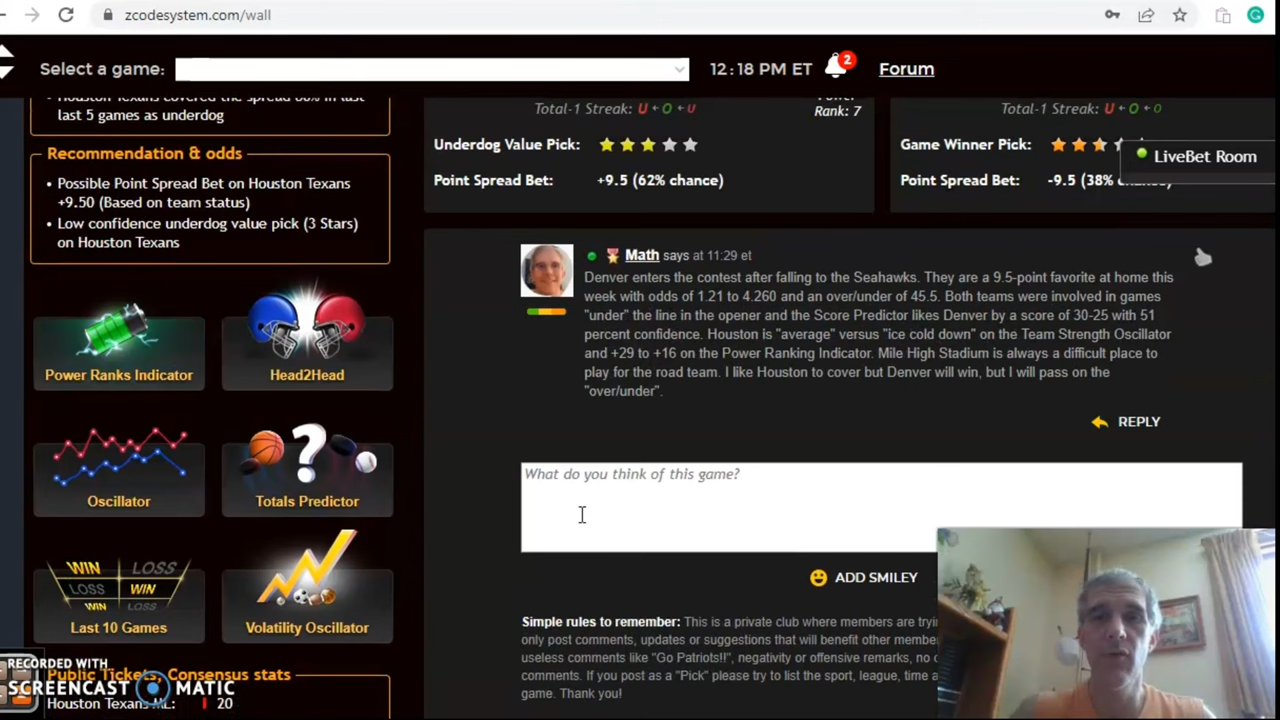 zcodesystem.com/wall
Select a game:
12:18 PM ET
2
Forum
last 5 games as underdog
Recommendation & odds
• Possible Point Spread Bet on Houston Texans
+9.50 (Based on team status)
• Low confidence underdog value pick (3 Stars)
on Houston Texans
Power Ranks Indicator
Head2Head
Oscillator
Totals Predictor
WIN LOSS
LOSS WIN
WIN LOSS
Last 10 Games
Volatility Oscillator
Public Tickets, Consensus stats
Houston Texans ML: 20
RECORDED WITH
SCREENCAST MATIC
Total-1 Streak: U ← O ← U
Rank: 7
Underdog Value Pick:
Point Spread Bet: +9.5 (62% chance)
Total-1 Streak: U ← O ← O
Game Winner Pick:
Point Spread Bet: -9.5 (38%
LiveBet Room
Math says at 11:29 et
Denver enters the contest after falling to the Seahawks. They are a 9.5-point favorite at home this
week with odds of 1.21 to 4.260 and an over/under of 45.5. Both teams were involved in games
"under" the line in the opener and the Score Predictor likes Denver by a score of 30-25 with 51
percent confidence. Houston is "average" versus "ice cold down" on the Team Strength Oscillator
and +29 to +16 on the Power Ranking Indicator. Mile High Stadium is always a difficult place to
play for the road team. I like Houston to cover but Denver will win, but I will pass on the
"over/under".
REPLY
What do you think of this game?
ADD SMILEY
Simple rules to remember: This is a private club where members are
only post comments, updates or suggestions that will benefit other
useless comments like "Go Patriots!!", negativity or offensive remarks, no
comments. If you post as a "Pick" please try to list the sport, league, time
game. Thank you!